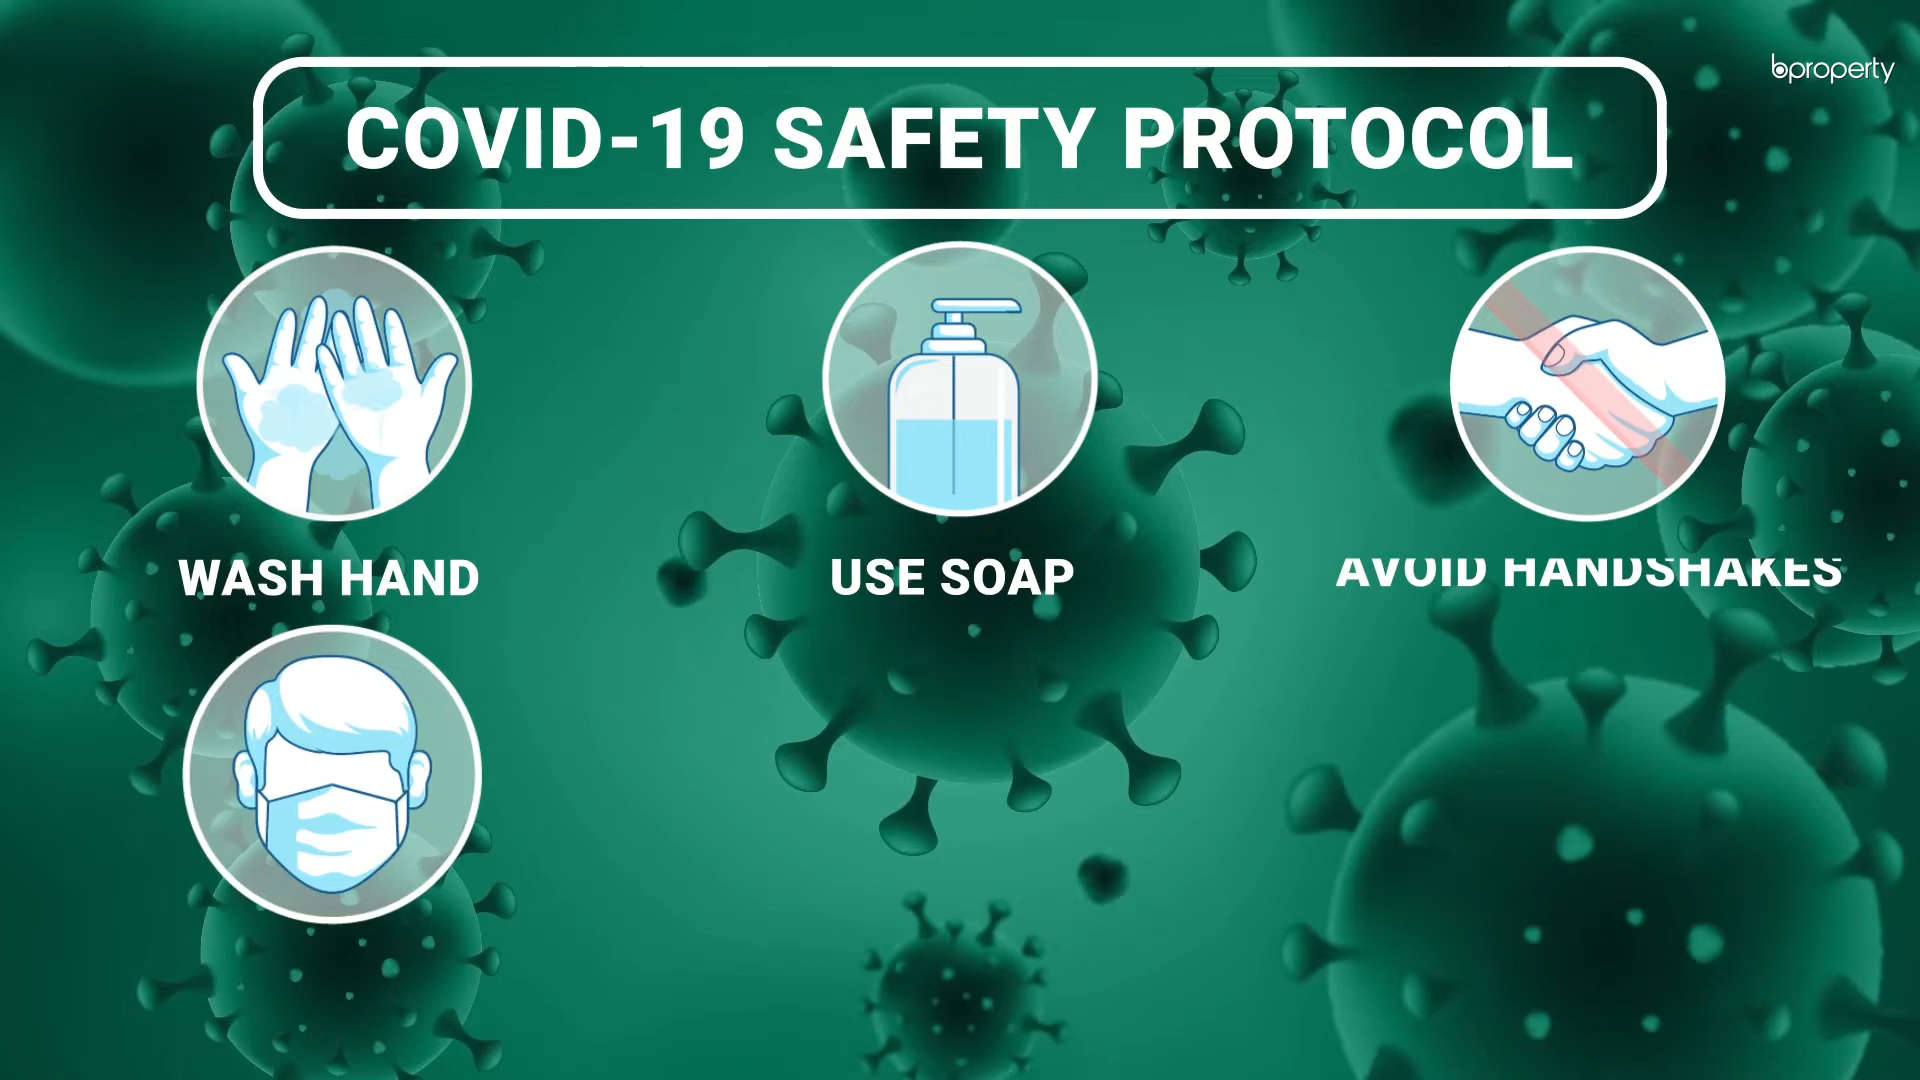 bproperty
COVID-19 SAFETY PROTOCOL
WASH HAND
USE SOAP
AVOID HANDSHAKES